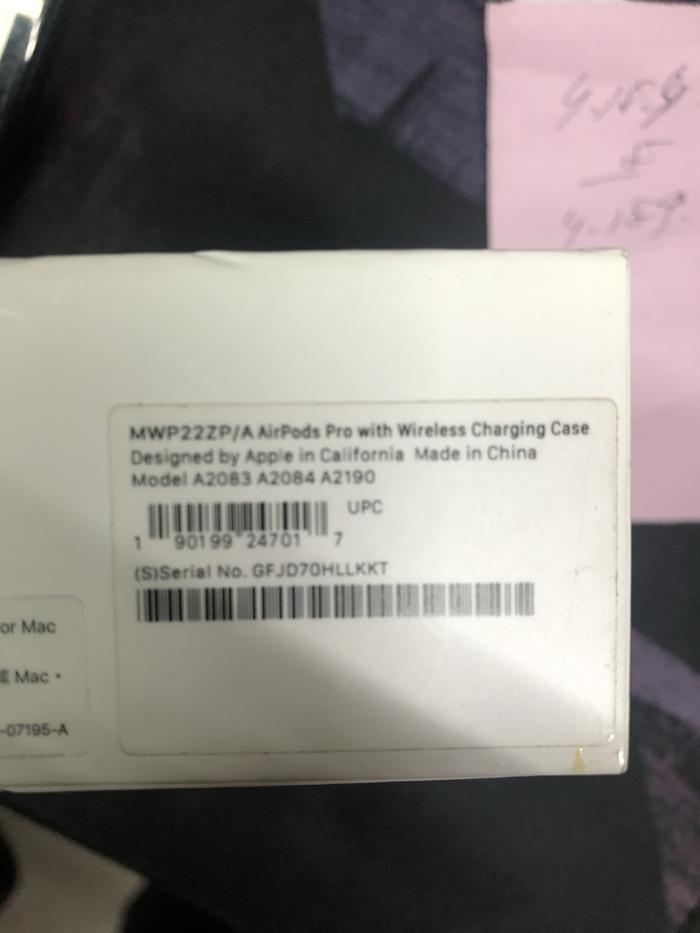 MWP22ZP/A AirPods Pro with Wireless Charging Case
Designed by Apple in California Made in China
Model A2083 A2084 A2190
UPC
1 90199 24701 7
(S)Serial No. GFJD70HLLKKT
or Mac
Mac
-07195-A